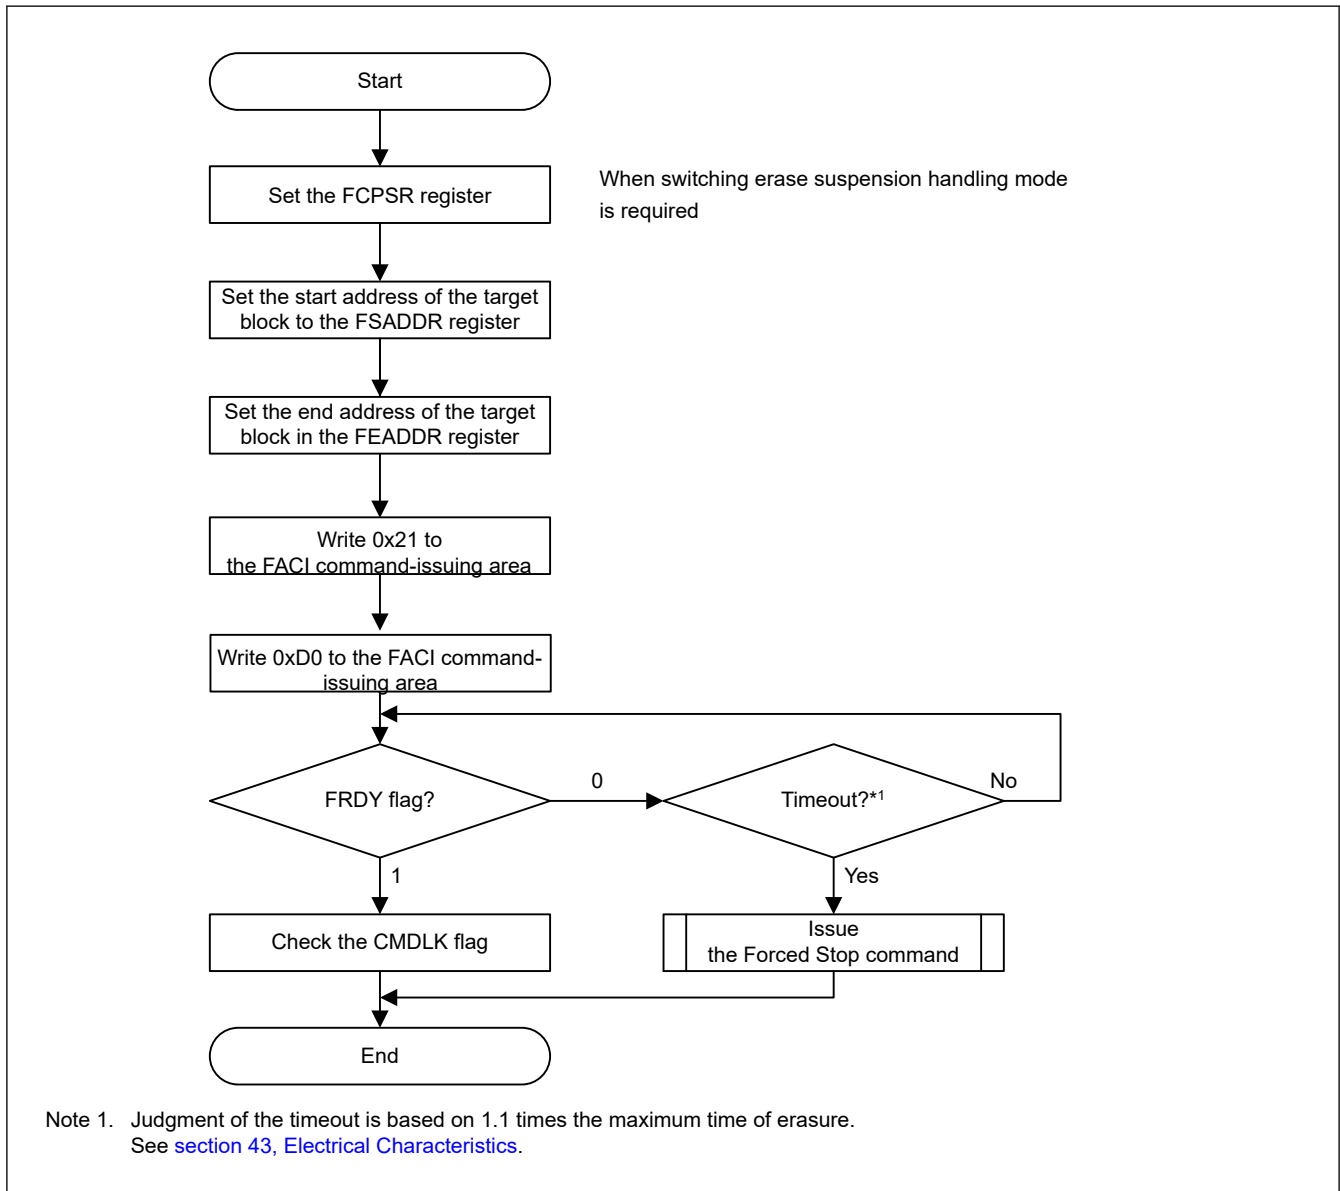 Start
Set the FCPSR register
When switching erase suspension handling mode
is required
Set the start address of the target
block to the FSADDR register
Set the end address of the target
block in the FEADDR register
Write 0x21 to
the FACI command-issuing area
Write 0xD0 to the FACI command-
issuing area
FRDY flag?
0
Timeout?*1
No
1
Yes
Check the CMDLK flag
Issue
the Forced Stop command
End
Note 1. Judgment of the timeout is based on 1.1 times the maximum time of erasure.
See section 43, Electrical Characteristics.